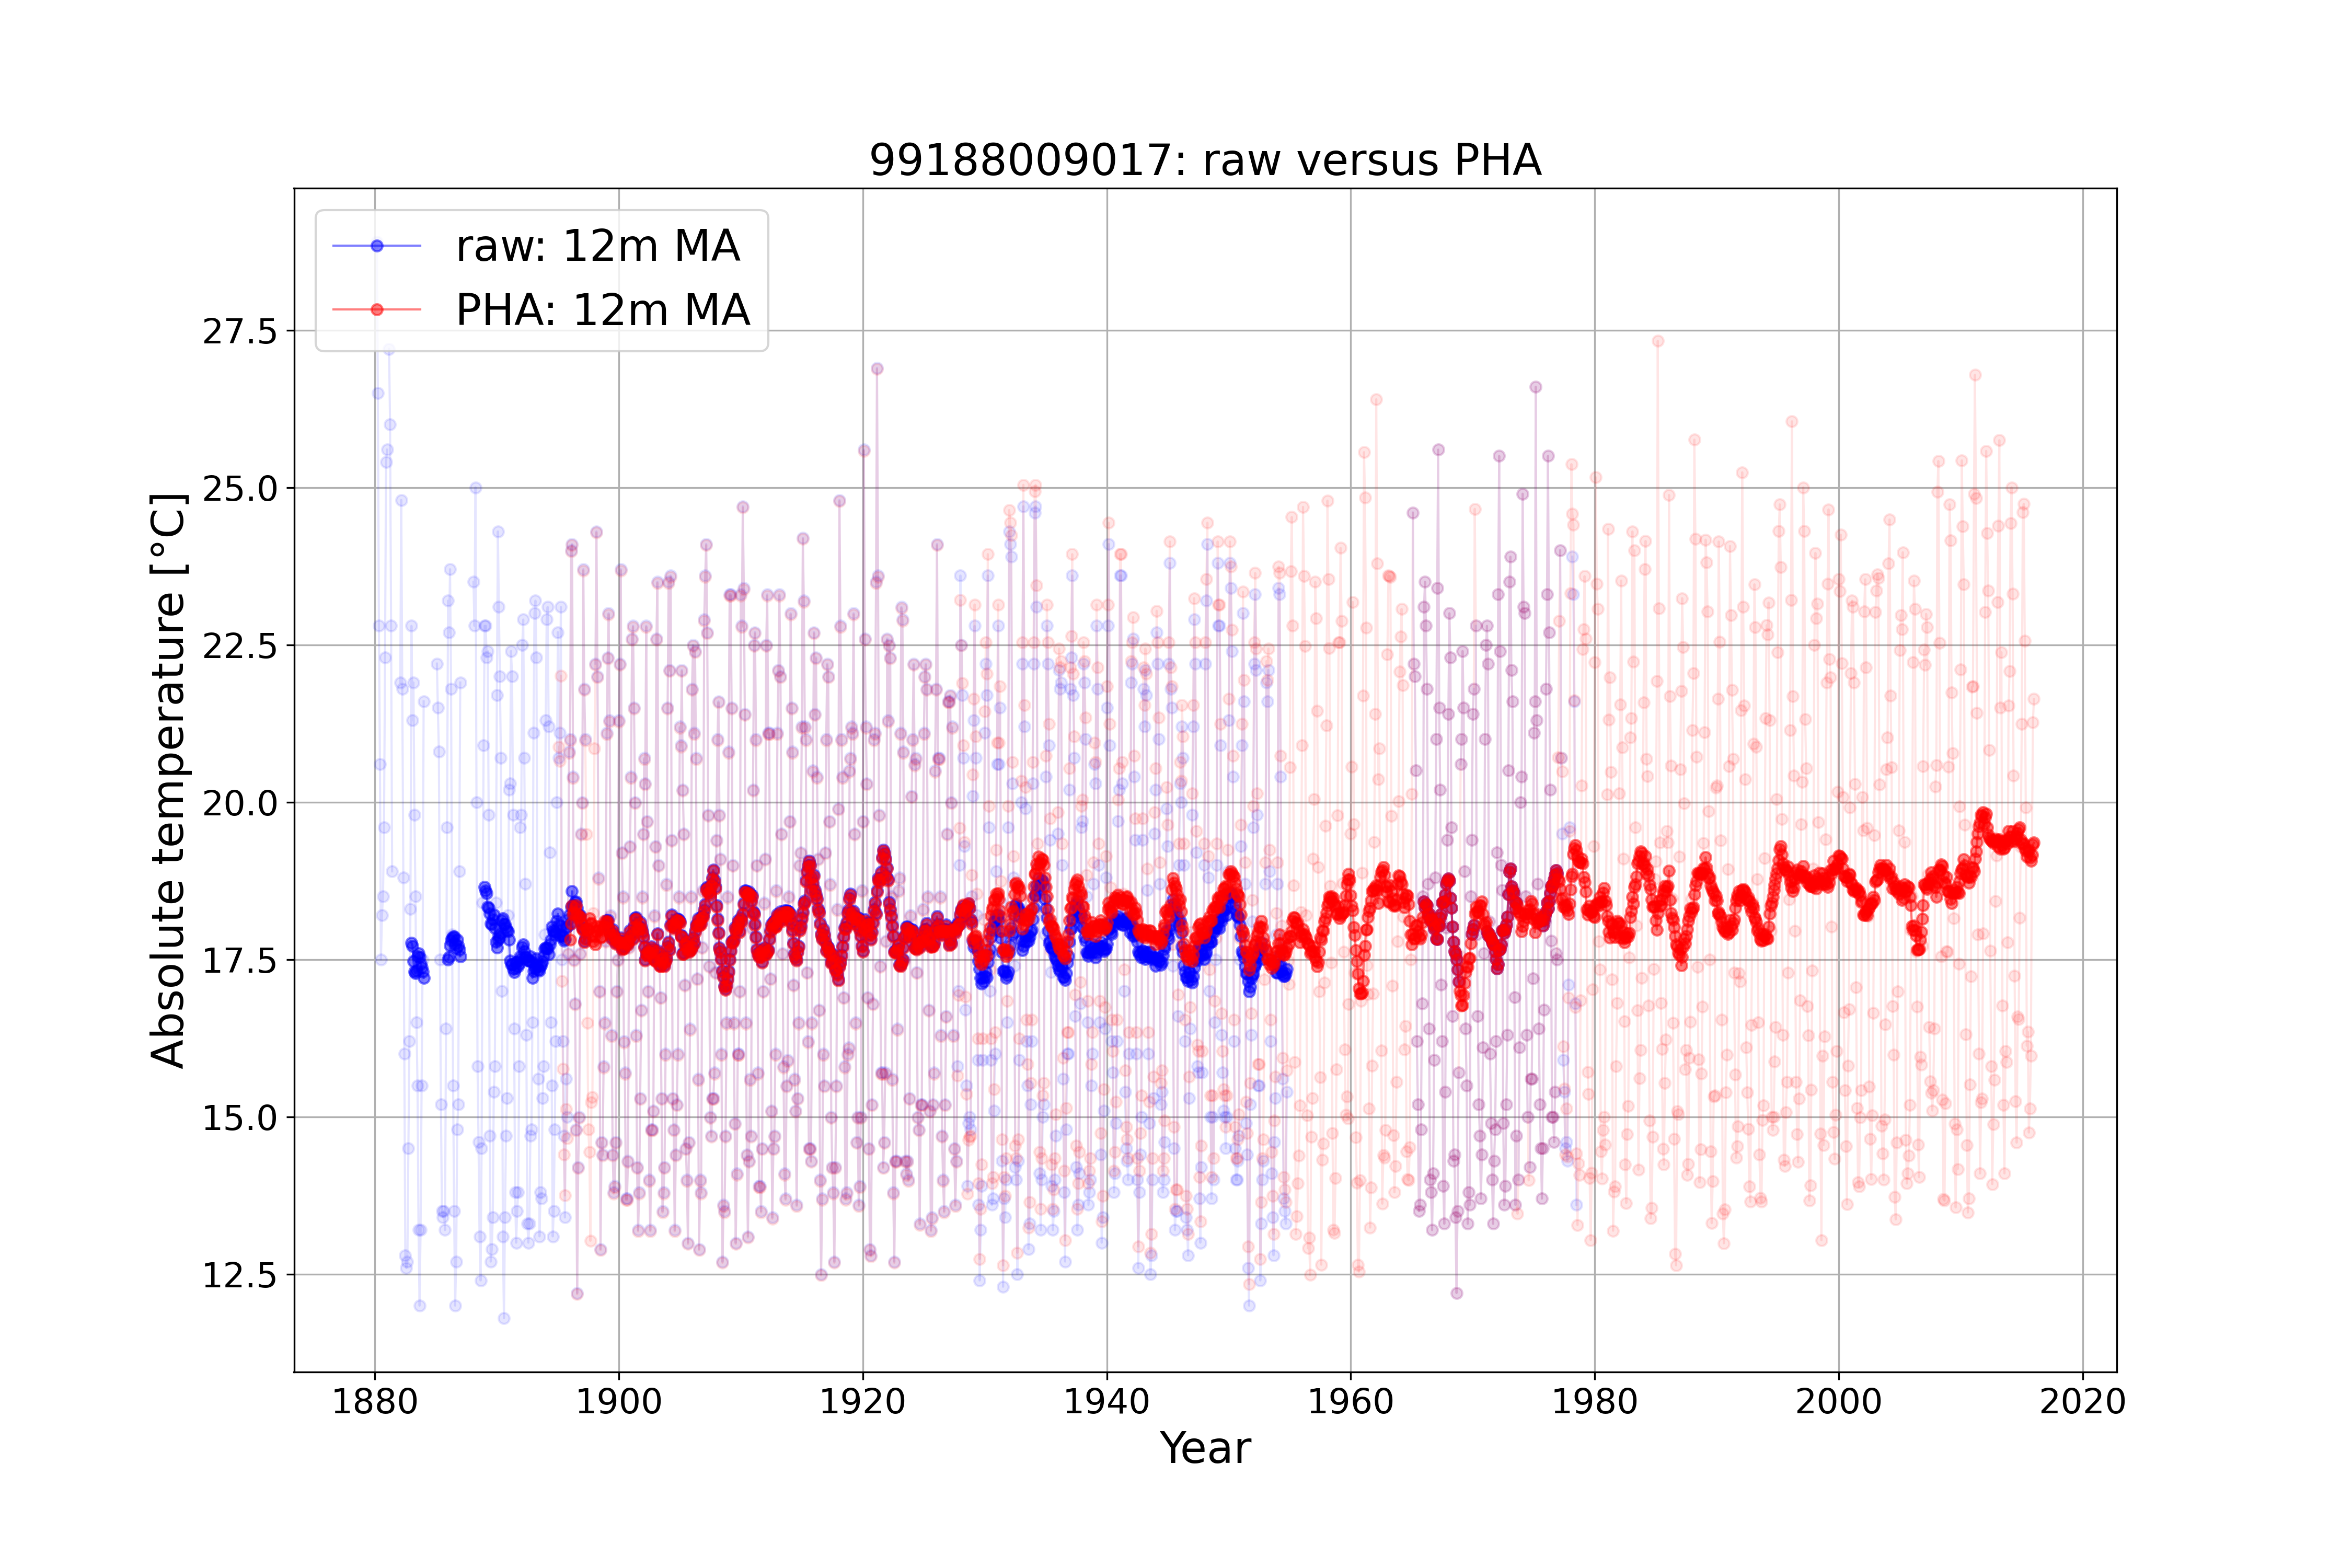 99188009017: raw versus PHA
raw: 12m MA
PHA: 12m MA
Absolute temperature [°C]
27.5
25.0
22.5
20.0
17.5
15.0
12.5
1880 1900 1920 1940 1960 1980 2000 2020
Year